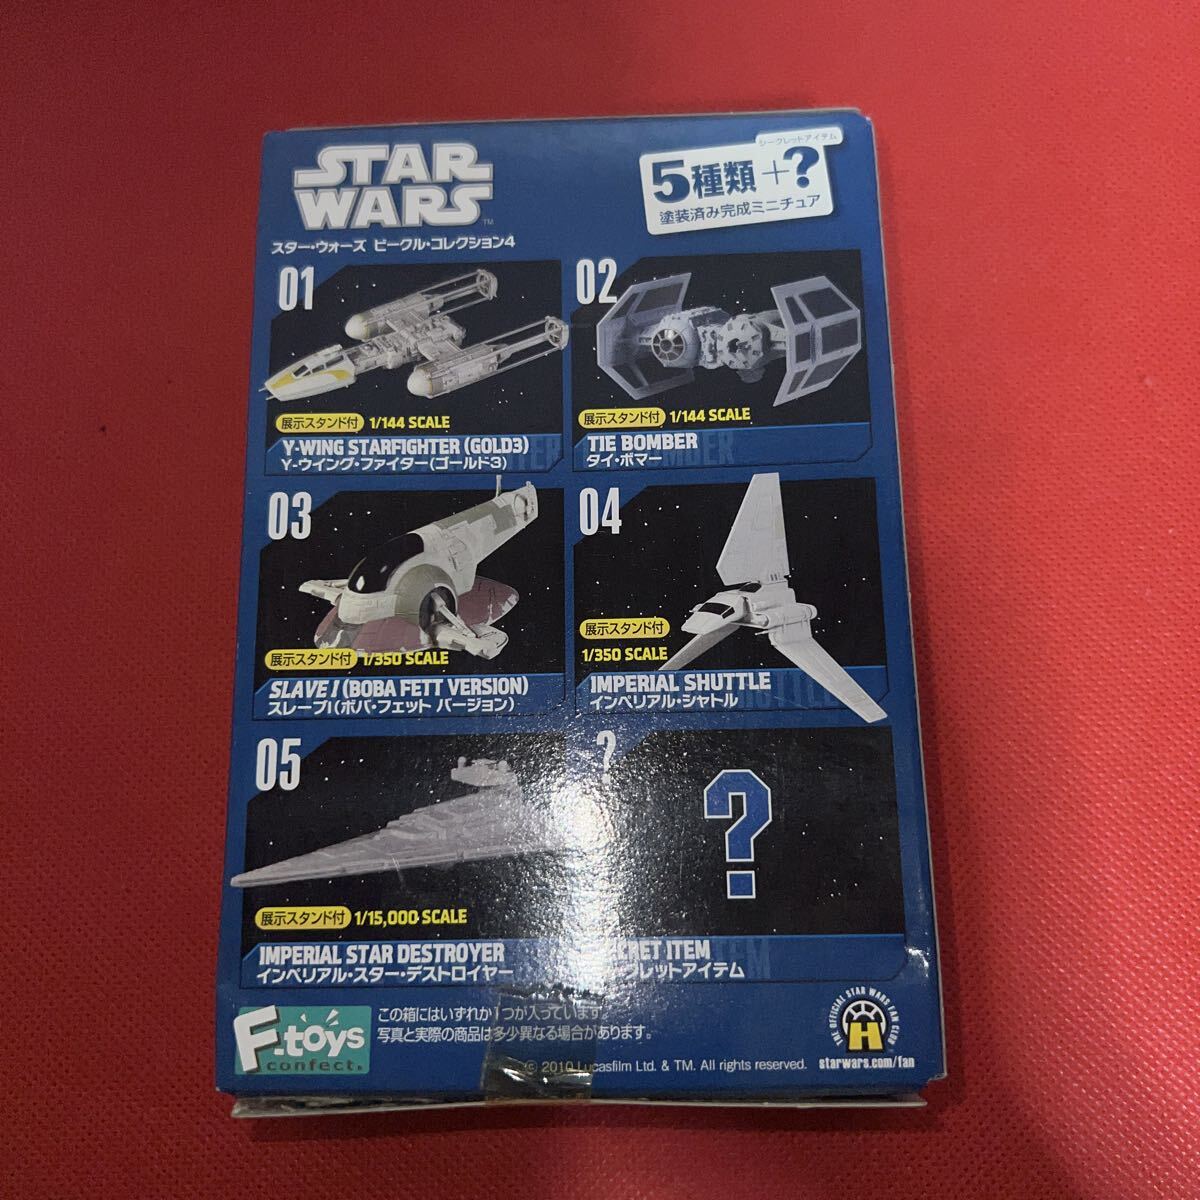 STAR
WARS
TM
スター・ウォーズ ビークル・コレクション4
シークレットアイテム
5種類+?
塗装済み完成ミニチュア
01
展示スタンド付 1/144 SCALE
Y-WING STARFIGHTER (GOLD3)
Y-ウイング・ファイター(ゴールド3)
02
展示スタンド付 1/144 SCALE
TIE BOMBER
タイ・ボマー
03
展示スタンド付 1/350 SCALE
SLAVE I (BOBA FETT VERSION)
スレーブI(ボバ・フェット バージョン)
04
展示スタンド付
1/350 SCALE
IMPERIAL SHUTTLE
インペリアル・シャトル
05
展示スタンド付 1/15,000 SCALE
IMPERIAL STAR DESTROYER
インペリアル・スター・デストロイヤー
?
?
SECRET ITEM
シークレットアイテム
F.toys
confect.
この箱にはいずれか1つが入っています。
写真と実際の商品は多少異なる場合があります。
© 2010 Lucasfilm Ltd. & TM. All rights reserved.
THE OFFICIAL STAR WARS FAN CLUB
starwars.com/fan